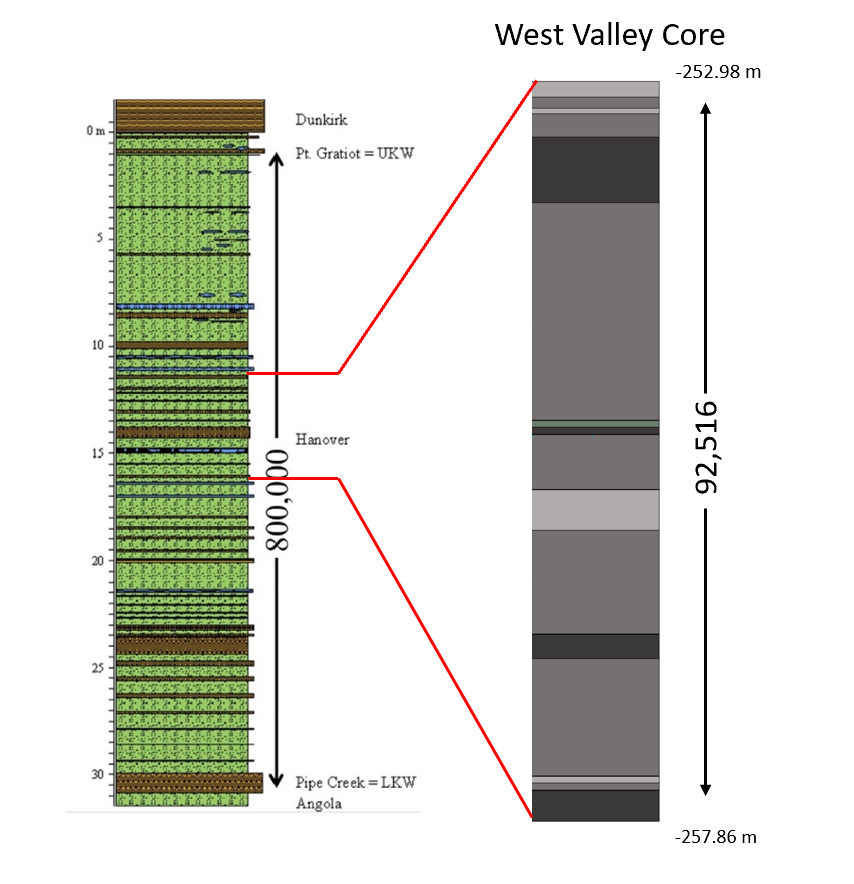 West Valley Core
-252.98 m
Dunkirk
0 m
Pt. Gratiot = UKW
5
10
Hanover
15
800,000
92,516
20
25
30
Pipe Creek = LKW
Angola
-257.86 m